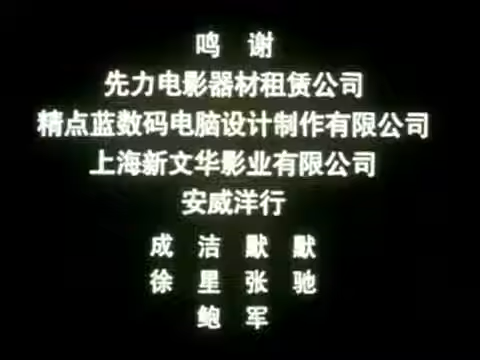 鸣 谢
先力电影器材租赁公司
精点蓝数码电脑设计制作有限公司
上海新文华影业有限公司
安威洋行
成 洁 默 默
徐 星 张 驰
鲍 军